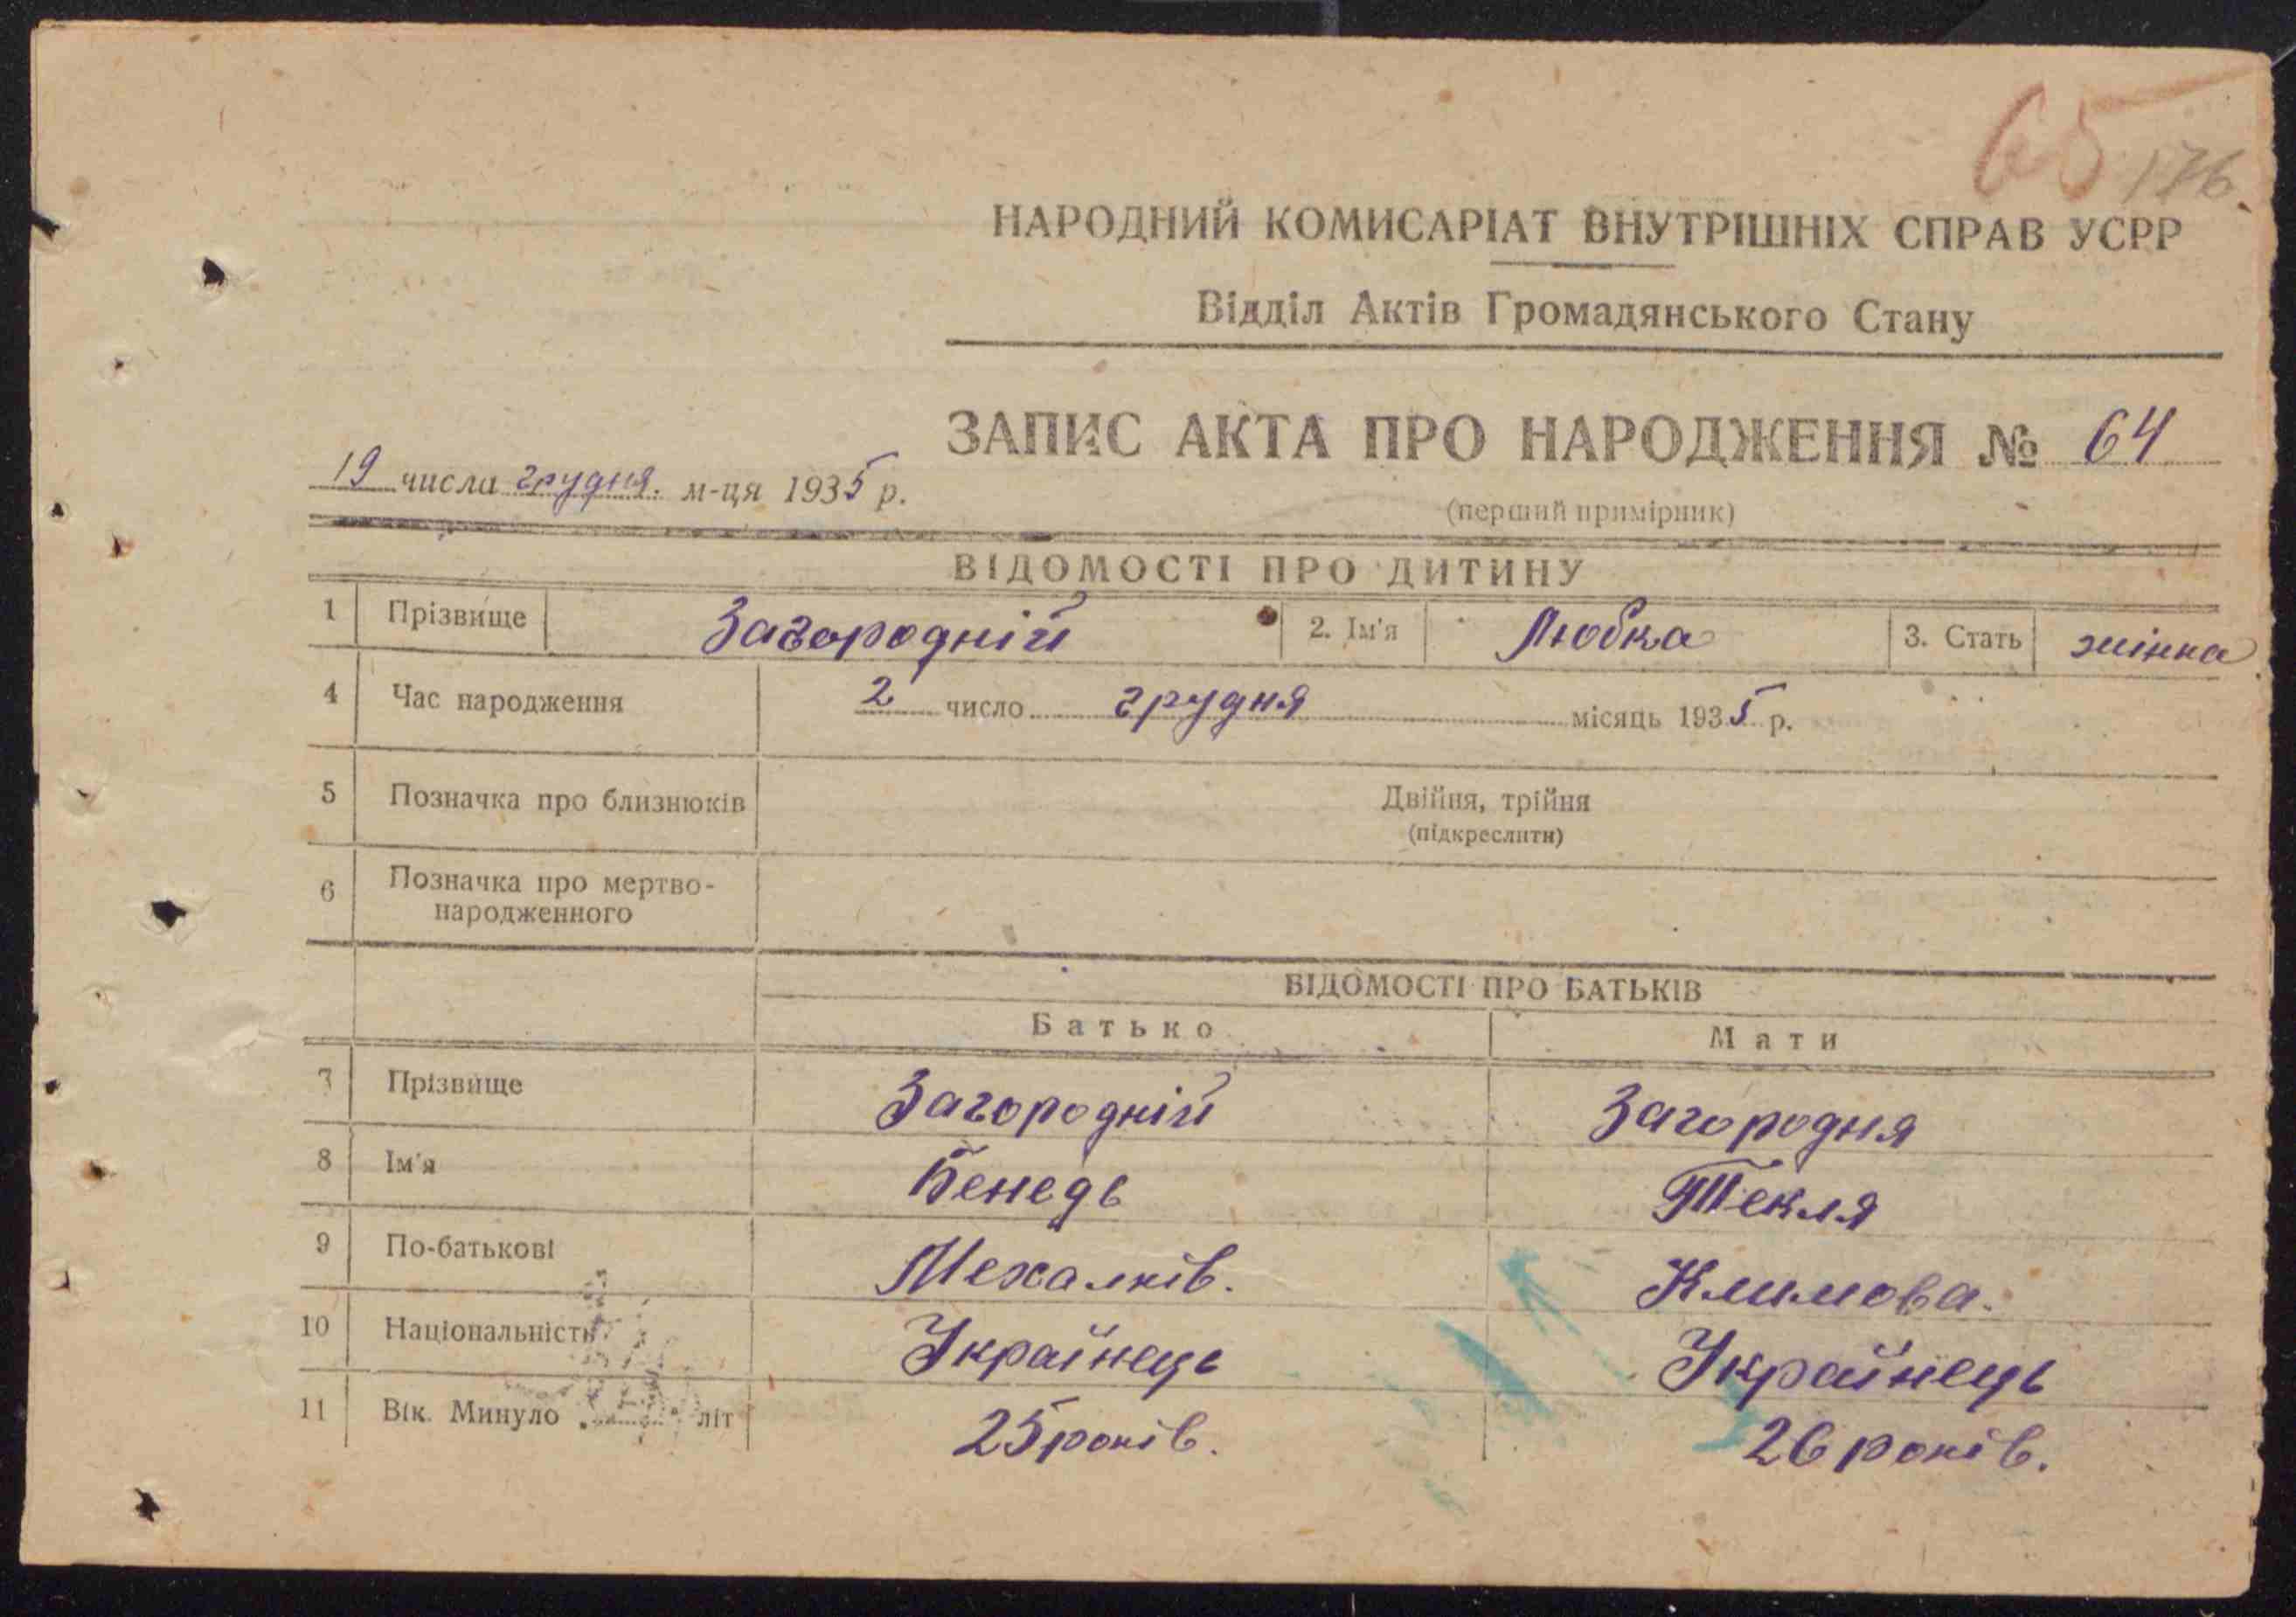 65 176.
НАРОДНИЙ КОМИСАРІАТ ВНУТРІШНІХ СПРАВ УСРР
Відділ Актів Громадянського Стану
ЗАПИС АКТА ПРО НАРОДЖЕННЯ № 64
19 числа грудня. м-ця 1935 р.
(перший примірник)
ВІДОМОСТІ ПРО ДИТИНУ
1 Прізвище Загородній 2. Ім'я Любка 3. Стать жінка
4 Час народження 2 число грудня місяць 1935 р.
5 Позначка про близнюків Двійня, трійня
(підкреслити)
6 Позначка про мертво-
народженного
ВІДОМОСТІ ПРО БАТЬКІВ
Батько Мати
7 Прізвище Загородній Загородня
8 Ім'я Бенедь Текля
9 По-батькові Мехалків. Климова.
10 Національність Українець Українець
11 Вік. Минуло літ 25 років. 26 років.